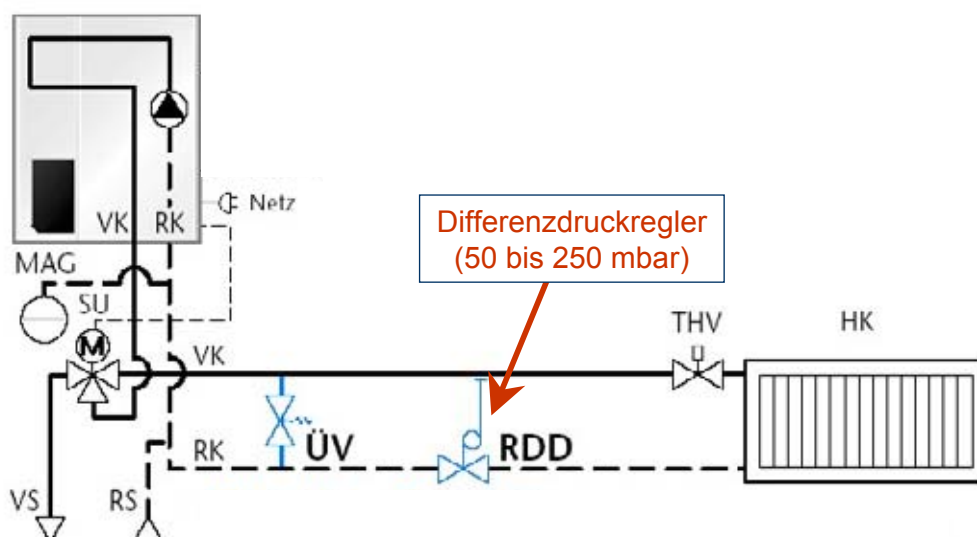 VK
RK
Netz
MAG
SU
M
VK
Differenzdruckregler
(50 bis 250 mbar)
THV
HK
RK
ÜV
RDD
VS
RS